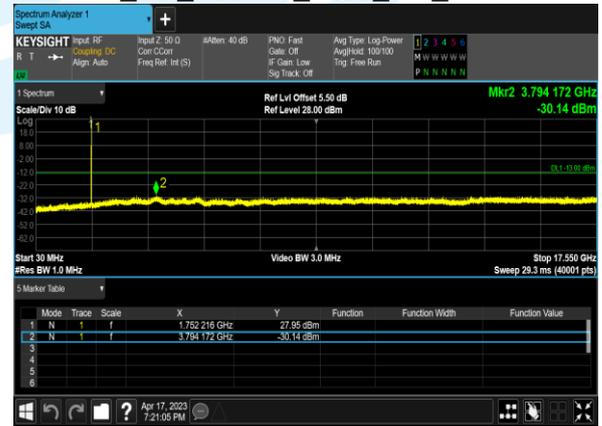 Spectrum Analyzer 1
Swept SA
+
KEYSIGHT
R T
LV
Input: RF
Coupling: DC
Align: Auto
Input Z: 50 Ω
Corr CCorr
Freq Ref: Int (S)
#Atten: 40 dB
PNO: Fast
Gate: Off
IF Gain: Low
Sig Track: Off
Avg Type: Log-Power
Avg|Hold: 100/100
Trig: Free Run
1 2 3 4 5 6
M W W W W W
P N N N N N
1 Spectrum
Scale/Div 10 dB
Ref Lvl Offset 5.50 dB
Ref Level 28.00 dBm
Mkr2 3.794 172 GHz
-30.14 dBm
Log
18.0
8.00
-2.00
-12.0
-22.0
-32.0
-42.0
-52.0
-62.0
1
2
DL1 -13.00 dBm
Start 30 MHz
#Res BW 1.0 MHz
Video BW 3.0 MHz
Stop 17.550 GHz
Sweep 29.3 ms (40001 pts)
5 Marker Table
Mode Trace Scale X Y Function Function Width Function Value
1 N 1 f 1.752 216 GHz 27.95 dBm
2 N 1 f 3.794 172 GHz -30.14 dBm
3
4
5
6
?
Apr 17, 2023
7:21:05 PM